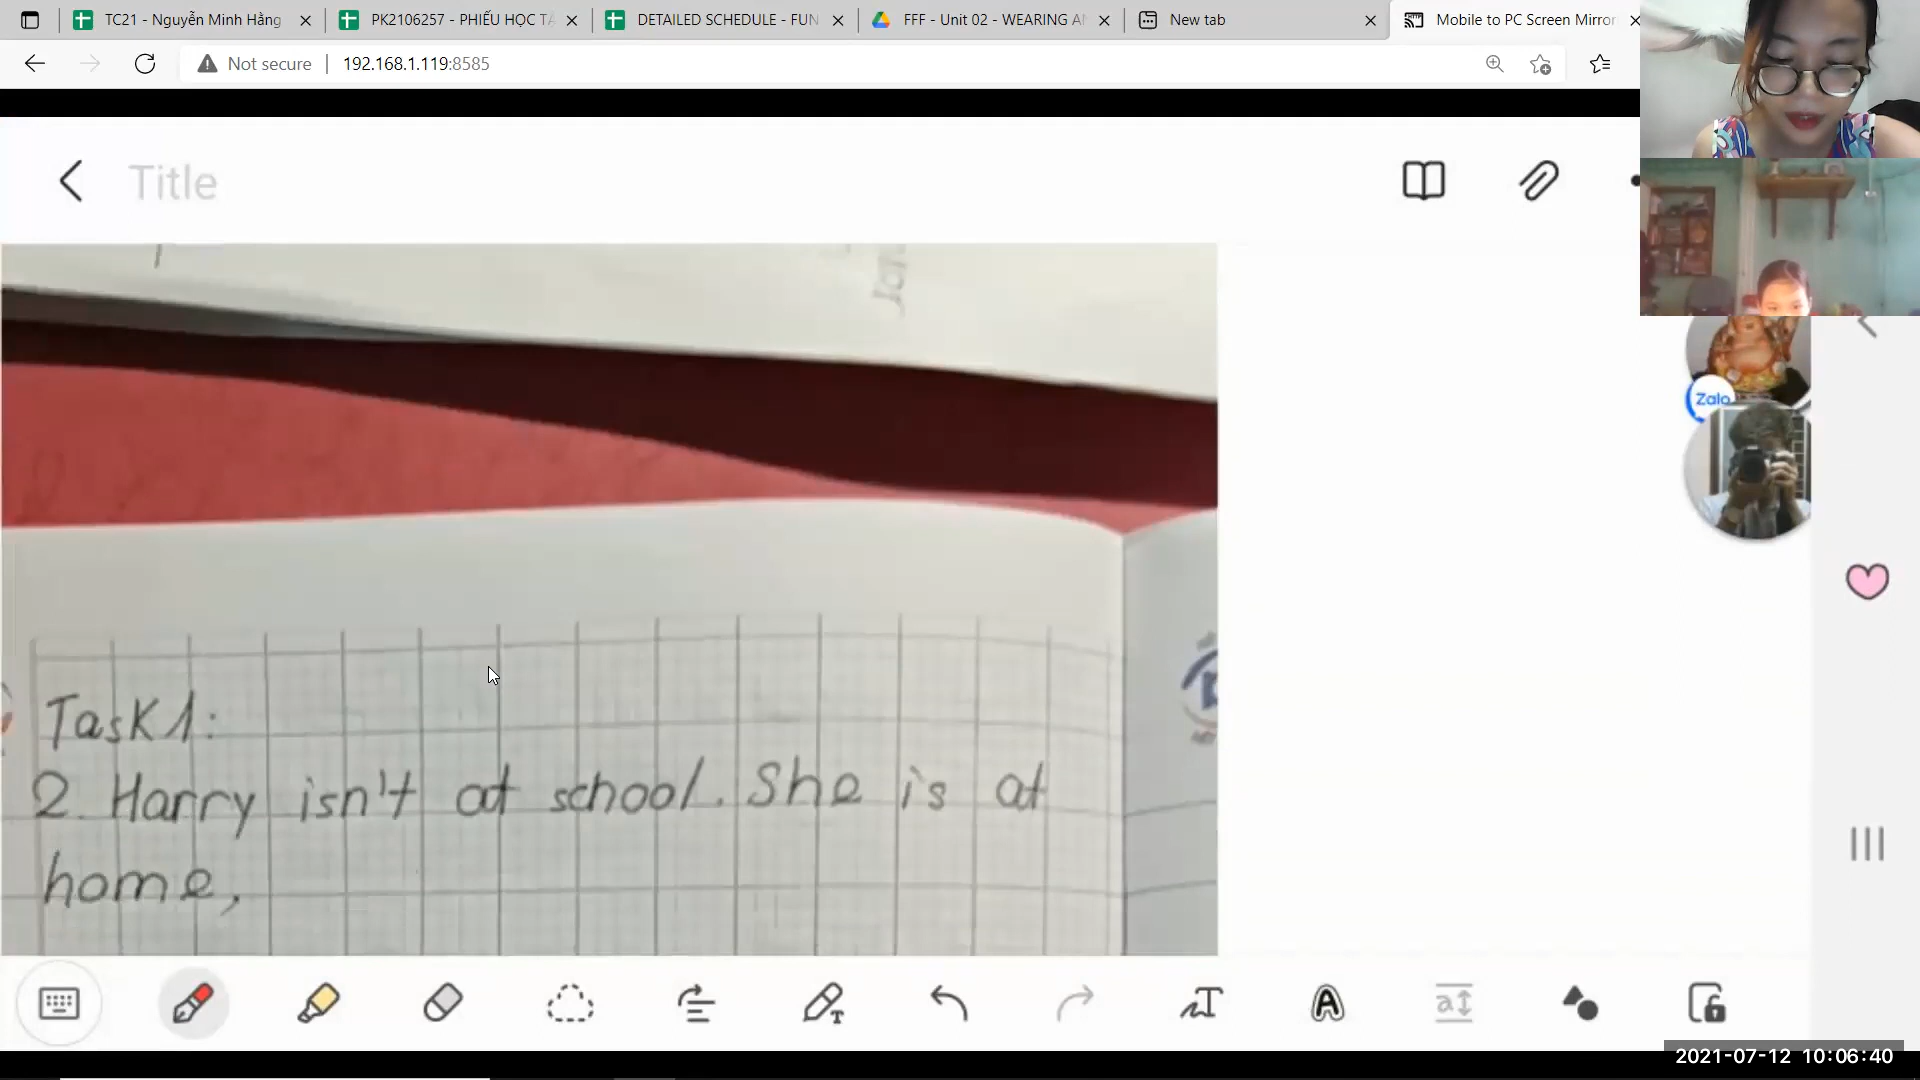 TC21 - Nguyễn Minh Hằng
PK2106257 - PHIẾU HỌC TẬ
DETAILED SCHEDULE - FUN
FFF - Unit 02 - WEARING A
New tab
Mobile to PC Screen Mirror
Not secure
192.168.1.119:8585
Title
Zalo
Task 1:
2. Harry isn't at school. She is at
home,
2021-07-12 10:06:40